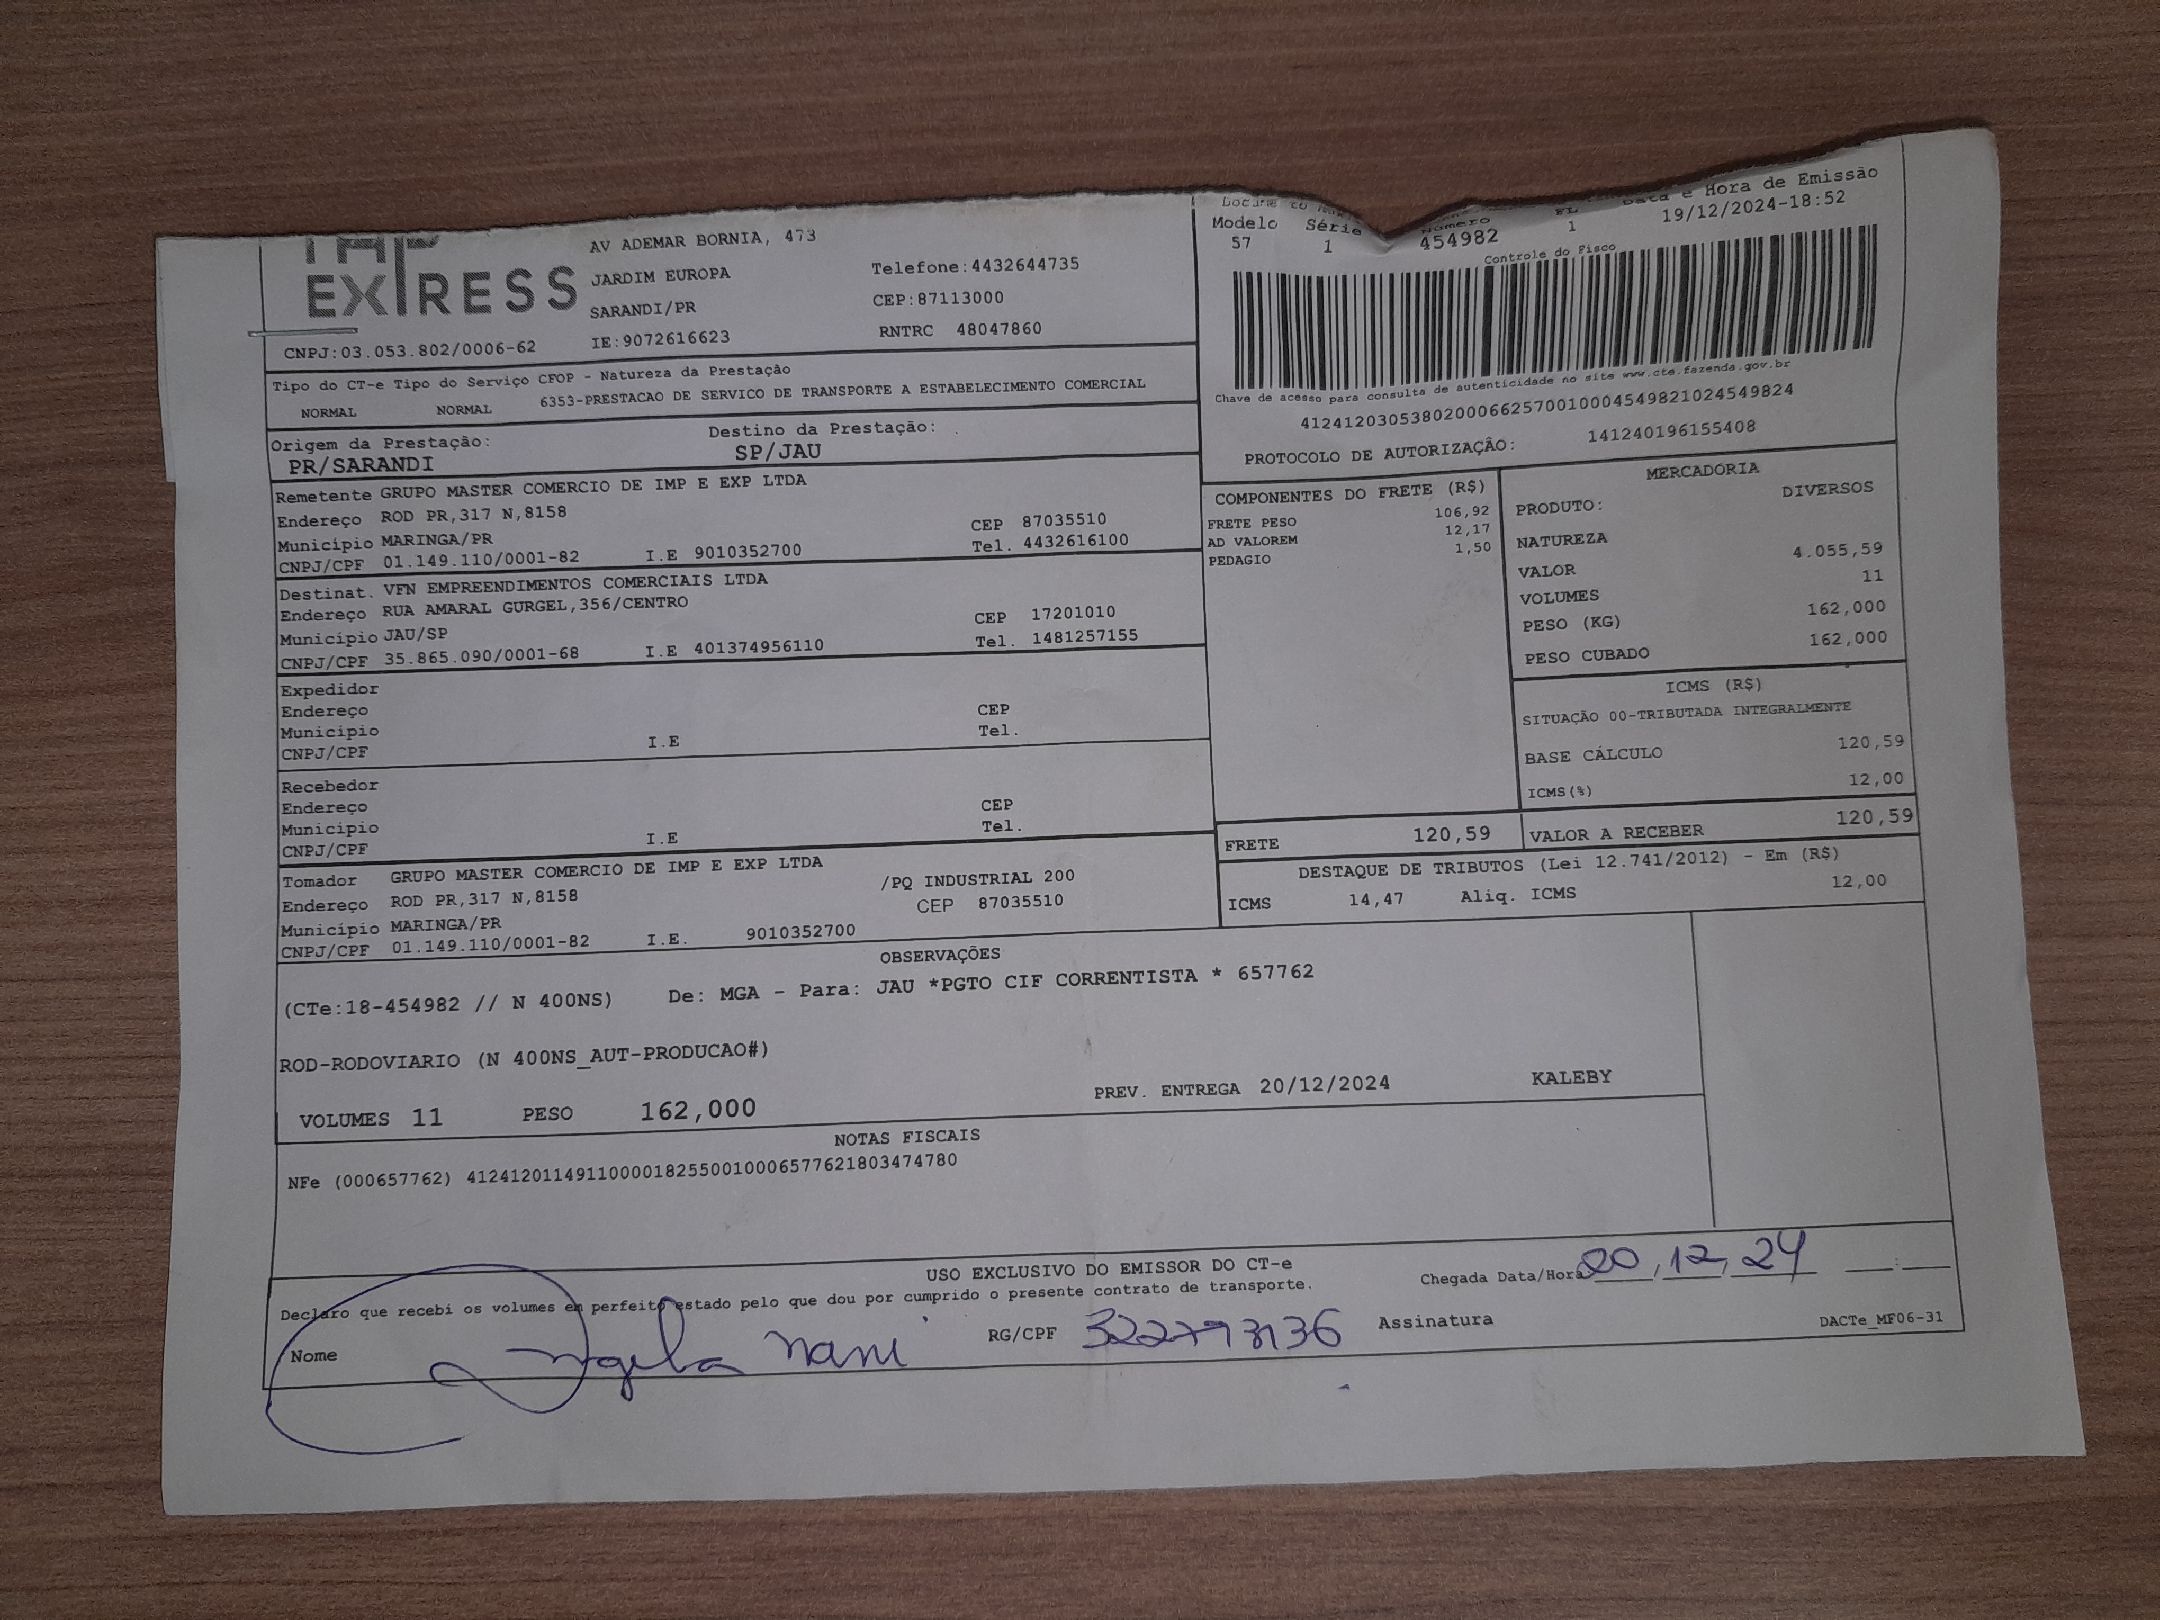 EXPRESS
AV ADEMAR BORNIA, 473
JARDIM EUROPA
SARANDI/PR
IE:9072616623
Telefone:4432644735
CEP:87113000
RNTRC 48047860
CNPJ:03.053.802/0006-62
Modelo Série Número FL Data e Hora de Emissão
57 1 454982 1 19/12/2024-18:52
Controle do Fisco
Chave de acesso para consulta de autenticidade no site www.cte.fazenda.gov.br
41241203053802000662570010004549821024549824
PROTOCOLO DE AUTORIZAÇÃO: 141240196155408
Tipo do CT-e Tipo do Serviço CFOP - Natureza da Prestação
NORMAL NORMAL 6353-PRESTACAO DE SERVICO DE TRANSPORTE A ESTABELECIMENTO COMERCIAL
Origem da Prestação: Destino da Prestação:
PR/SARANDI SP/JAU
Remetente GRUPO MASTER COMERCIO DE IMP E EXP LTDA
Endereço ROD PR,317 N,8158 CEP 87035510
Município MARINGA/PR Tel. 4432616100
CNPJ/CPF 01.149.110/0001-82 I.E 9010352700
Destinat. VFN EMPREENDIMENTOS COMERCIAIS LTDA
Endereço RUA AMARAL GURGEL,356/CENTRO CEP 17201010
Município JAU/SP Tel. 1481257155
CNPJ/CPF 35.865.090/0001-68 I.E 401374956110
Expedidor
Endereço CEP
Município Tel.
CNPJ/CPF I.E
Recebedor
Endereço CEP
Município Tel.
CNPJ/CPF I.E
Tomador GRUPO MASTER COMERCIO DE IMP E EXP LTDA
Endereço ROD PR,317 N,8158 /PQ INDUSTRIAL 200
Município MARINGA/PR CEP 87035510
CNPJ/CPF 01.149.110/0001-82 I.E. 9010352700
COMPONENTES DO FRETE (R$)
FRETE PESO 106,92
AD VALOREM 12,17
PEDAGIO 1,50
MERCADORIA
PRODUTO: DIVERSOS
NATUREZA
VALOR 4.055,59
VOLUMES 11
PESO (KG) 162,000
PESO CUBADO 162,000
ICMS (R$)
SITUAÇÃO 00-TRIBUTADA INTEGRALMENTE
BASE CÁLCULO 120,59
ICMS(%) 12,00
FRETE 120,59 VALOR A RECEBER 120,59
DESTAQUE DE TRIBUTOS (Lei 12.741/2012) - Em (R$)
ICMS 14,47 Aliq. ICMS 12,00
OBSERVAÇÕES
(CTe:18-454982 // N 400NS) De: MGA - Para: JAU *PGTO CIF CORRENTISTA * 657762
ROD-RODOVIARIO (N 400NS_AUT-PRODUCAO#)
VOLUMES 11 PESO 162,000 PREV. ENTREGA 20/12/2024 KALEBY
NOTAS FISCAIS
NFe (000657762) 41241201149110000182550010006577621803474780
USO EXCLUSIVO DO EMISSOR DO CT-e
Declaro que recebi os volumes em perfeito estado pelo que dou por cumprido o presente contrato de transporte.
Chegada Data/Hora 20,12,24
Nome Angela Nani RG/CPF 322793136 Assinatura
DACTe_MF06-31